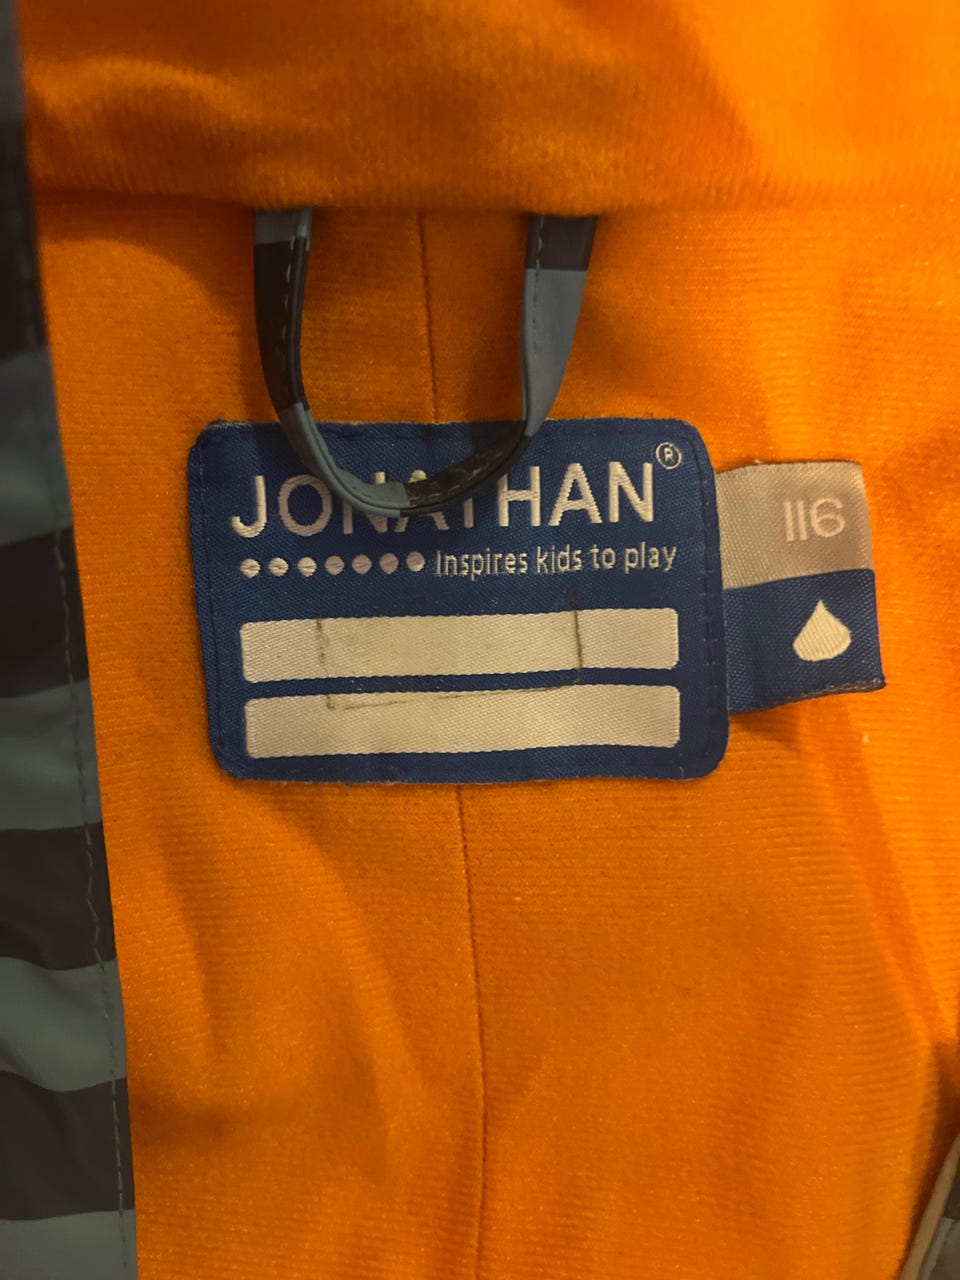 JONATHAN®
Inspires kids to play
116